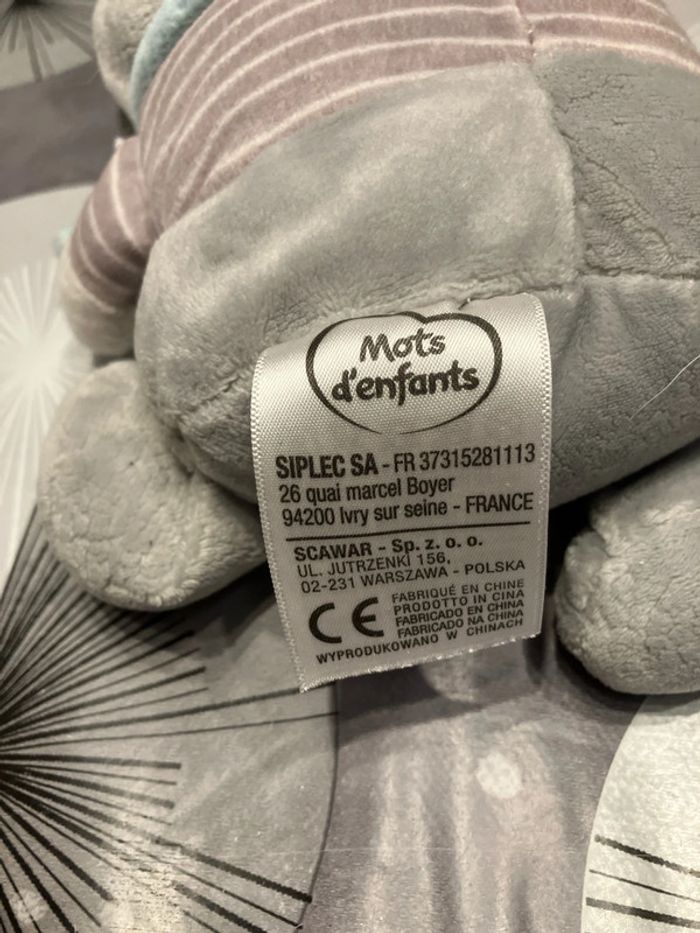 Mots
d'enfants
SIPLEC SA - FR 37315281113
26 quai marcel Boyer
94200 Ivry sur seine - FRANCE
SCAWAR - Sp. z. o. o.
UL. JUTRZENKI 156,
02-231 WARSZAWA - POLSKA
CE
FABRIQUÉ EN CHINE
PRODOTTO IN CINA
FABRICADO EN CHINA
FABRICADO NA CHINA
WYPRODUKOWANO W CHINACH